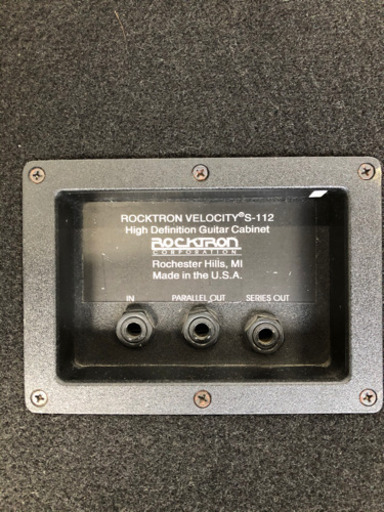 ROCKTRON VELOCITY®S-112
High Definition Guitar Cabinet
ROCKTRON
CORPORATION
Rochester Hills, MI
Made in the U.S.A.
IN PARALLEL OUT SERIES OUT